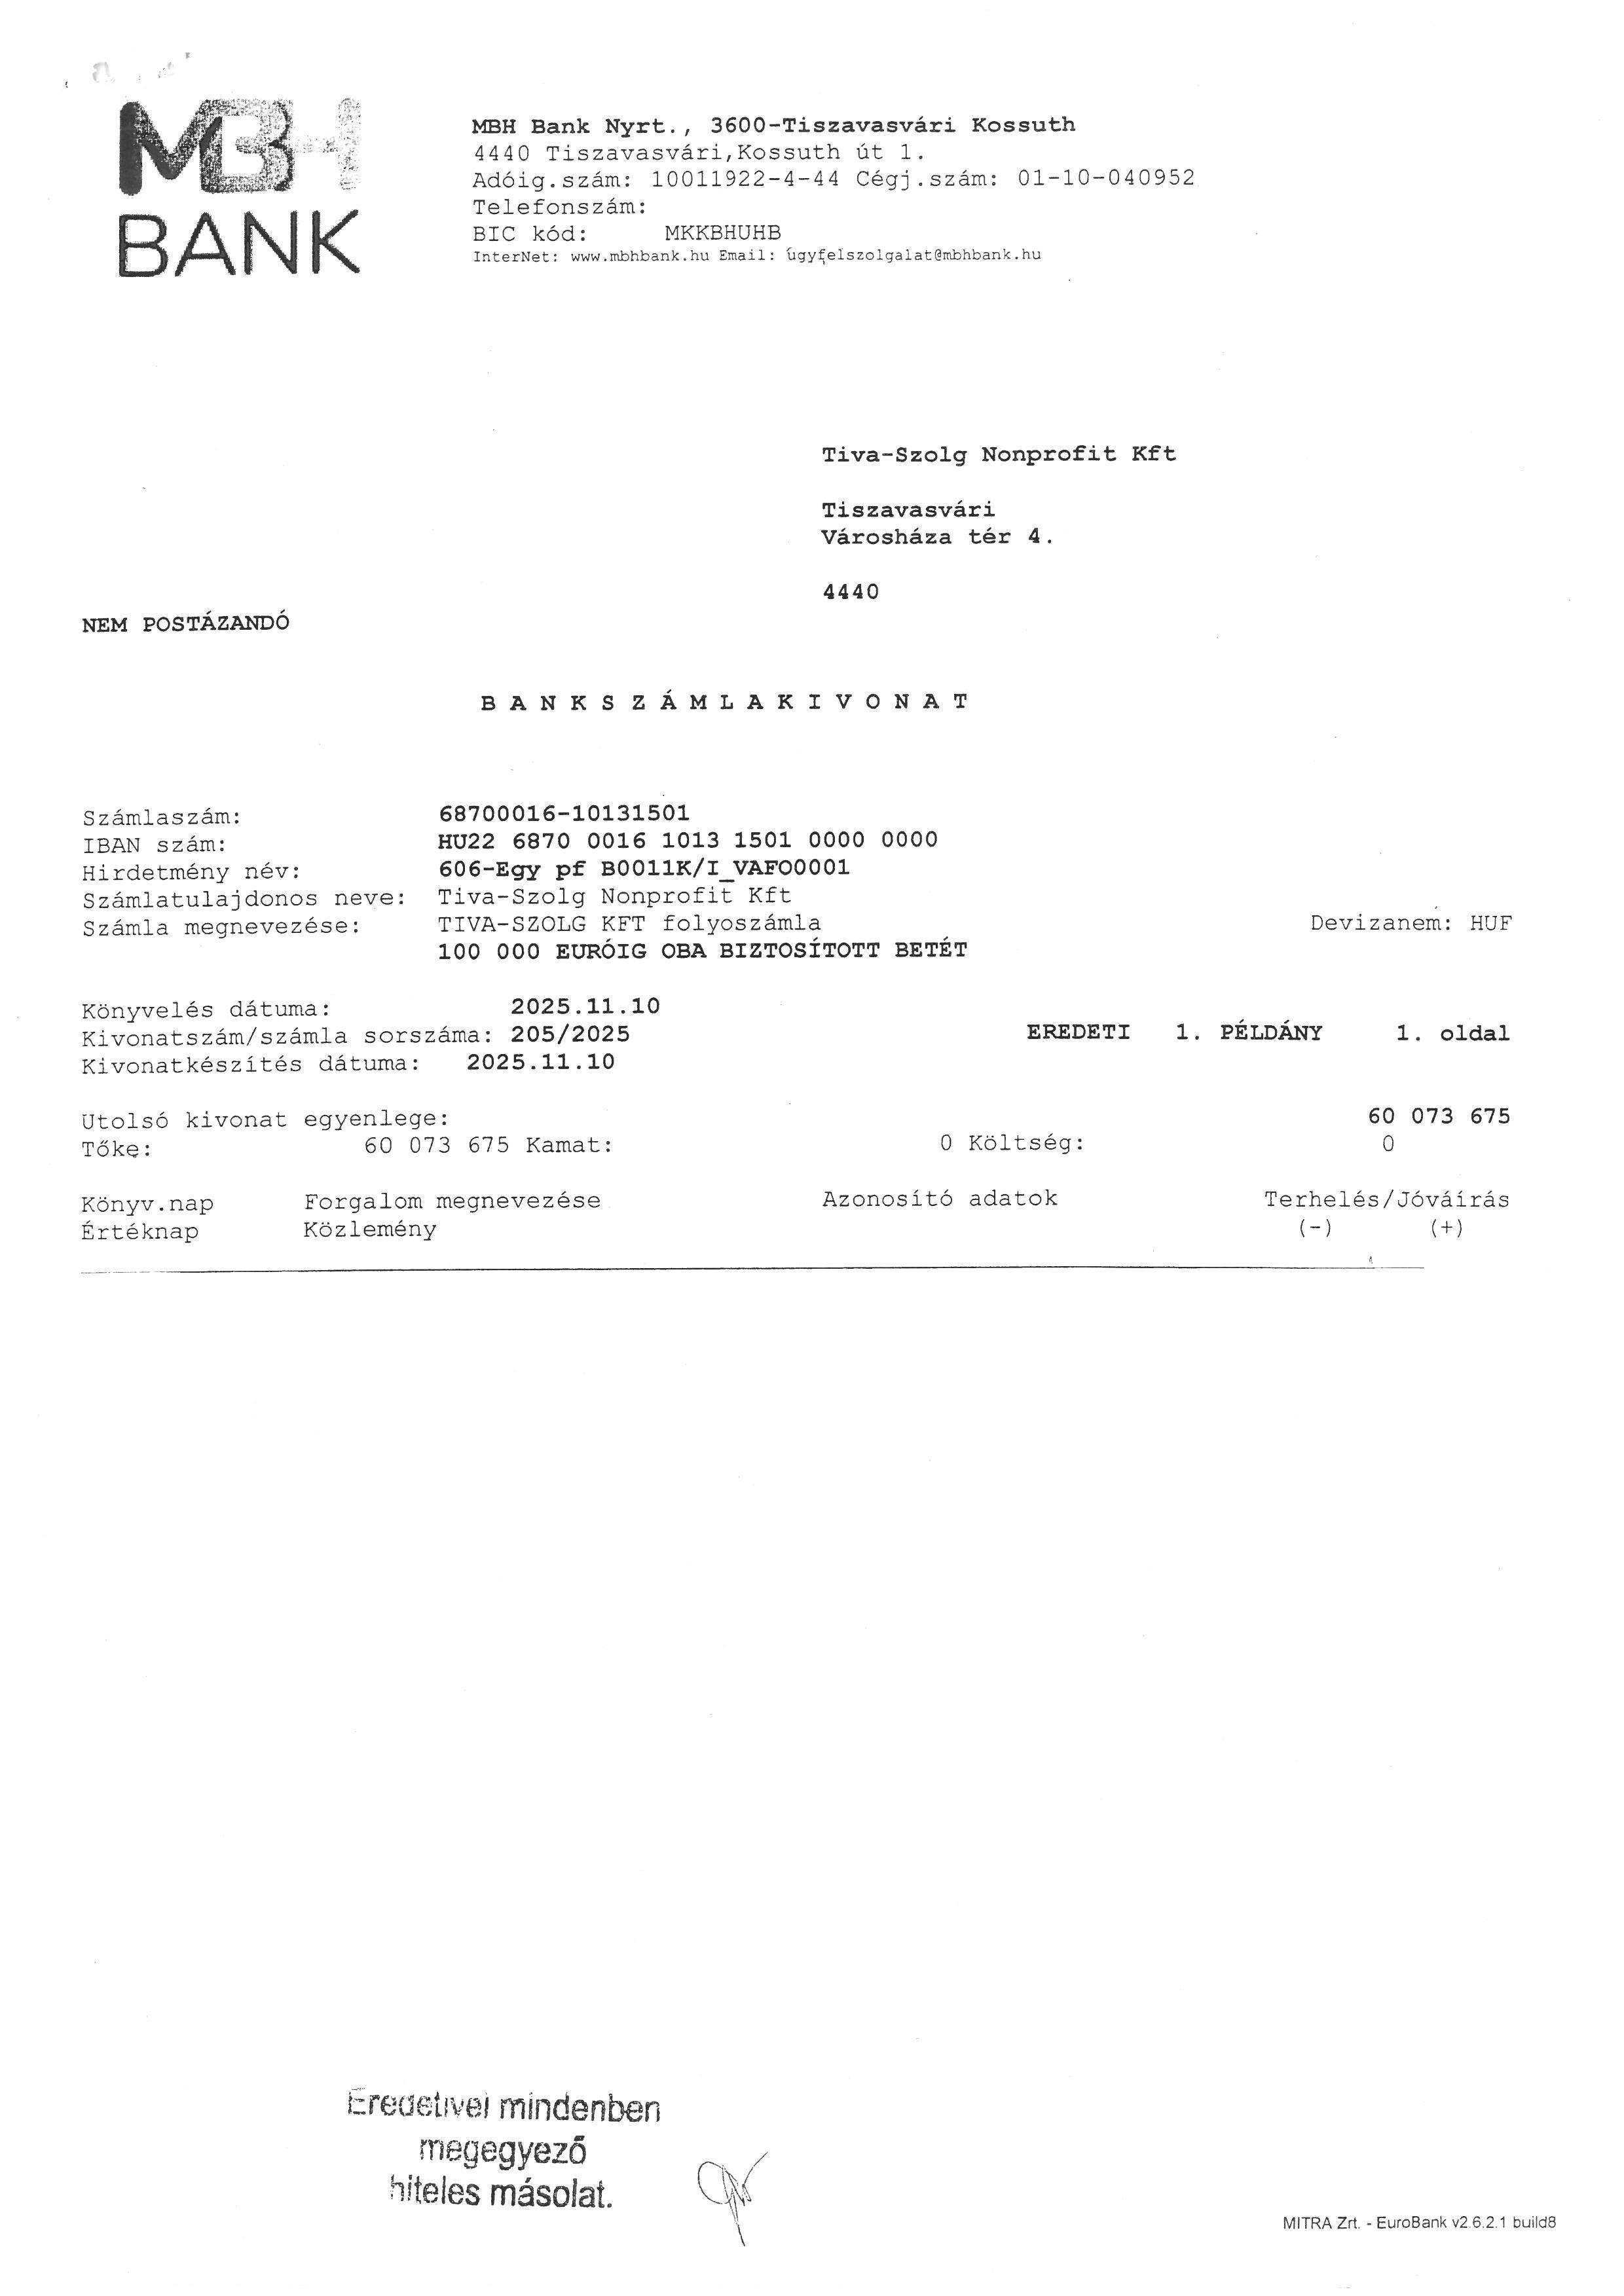 MBH
BANK
MBH Bank Nyrt., 3600-Tiszavasvári Kossuth
4440 Tiszavasvári,Kossuth út 1.
Adóig.szám: 10011922-4-44 Cégj.szám: 01-10-040952
Telefonszám:
BIC kód: MKKBHUHB
InterNet: www.mbhbank.hu Email: ügyfelszolgalat@mbhbank.hu
Tiva-Szolg Nonprofit Kft
Tiszavasvári
Városháza tér 4.
4440
NEM POSTÁZANDÓ
B A N K S Z Á M L A K I V O N A T
Számlaszám: 68700016-10131501
IBAN szám: HU22 6870 0016 1013 1501 0000 0000
Hirdetmény név: 606-Egy pf B0011K/I_VAFO0001
Számlatulajdonos neve: Tiva-Szolg Nonprofit Kft
Számla megnevezése: TIVA-SZOLG KFT folyoszámla Devizanem: HUF
100 000 EURÓIG OBA BIZTOSÍTOTT BETÉT
Könyvelés dátuma: 2025.11.10
Kivonatszám/számla sorszáma: 205/2025 EREDETI 1. PÉLDÁNY 1. oldal
Kivonatkészítés dátuma: 2025.11.10
Utolsó kivonat egyenlege: 60 073 675
Tőke: 60 073 675 Kamat: 0 Költség: 0
Könyv.nap Forgalom megnevezése Azonosító adatok Terhelés/Jóváírás
Értéknap Közlemény (-) (+)
Eredetivel mindenben
megegyező
hiteles másolat.
MITRA Zrt. - EuroBank v2.6.2.1 build8